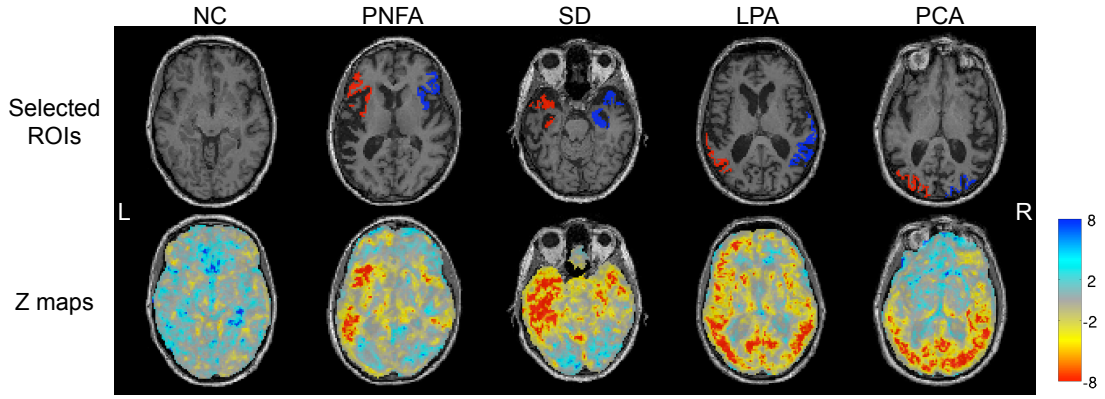 NC PNFA SD LPA PCA
Selected
ROIs
L
R
Z maps
8
2
-2
-8